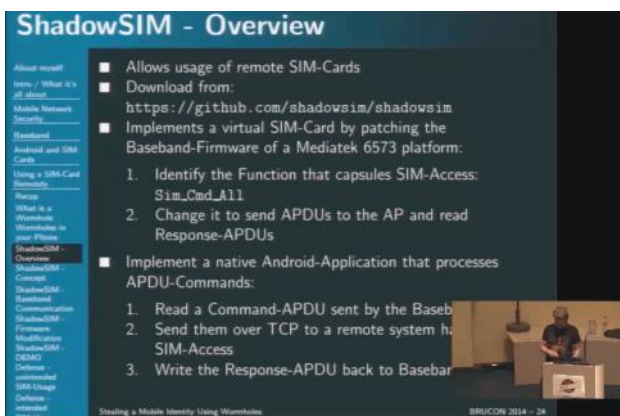 ShadowSIM - Overview
About myself
Intro / What it's
all about
Mobile Network
Security
Baseband
Android and SIM
Cards
Using a SIM-Card
Remotely
Recap
What is a
Wormhole
Wormholes in
your Phone
ShadowSIM -
Overview
ShadowSIM -
Concept
ShadowSIM -
Baseband
Communication
ShadowSIM -
Firmware
Modification
ShadowSIM -
DEMO
Defense -
unintended
SIM-Usage
Defense -
intended
■ Allows usage of remote SIM-Cards
■ Download from:
https://github.com/shadowsim/shadowsim
■ Implements a virtual SIM-Card by patching the
Baseband-Firmware of a Mediatek 6573 platform:
1. Identify the Function that capsules SIM-Access:
Sim_Cmd_All
2. Change it to send APDUs to the AP and read
Response-APDUs
■ Implement a native Android-Application that processes
APDU-Commands:
1. Read a Command-APDU sent by the Baseb
2. Send them over TCP to a remote system ha
SIM-Access
3. Write the Response-APDU back to Baseba
Stealing a Mobile Identity Using Wormholes
BRUCON 2014 – 24